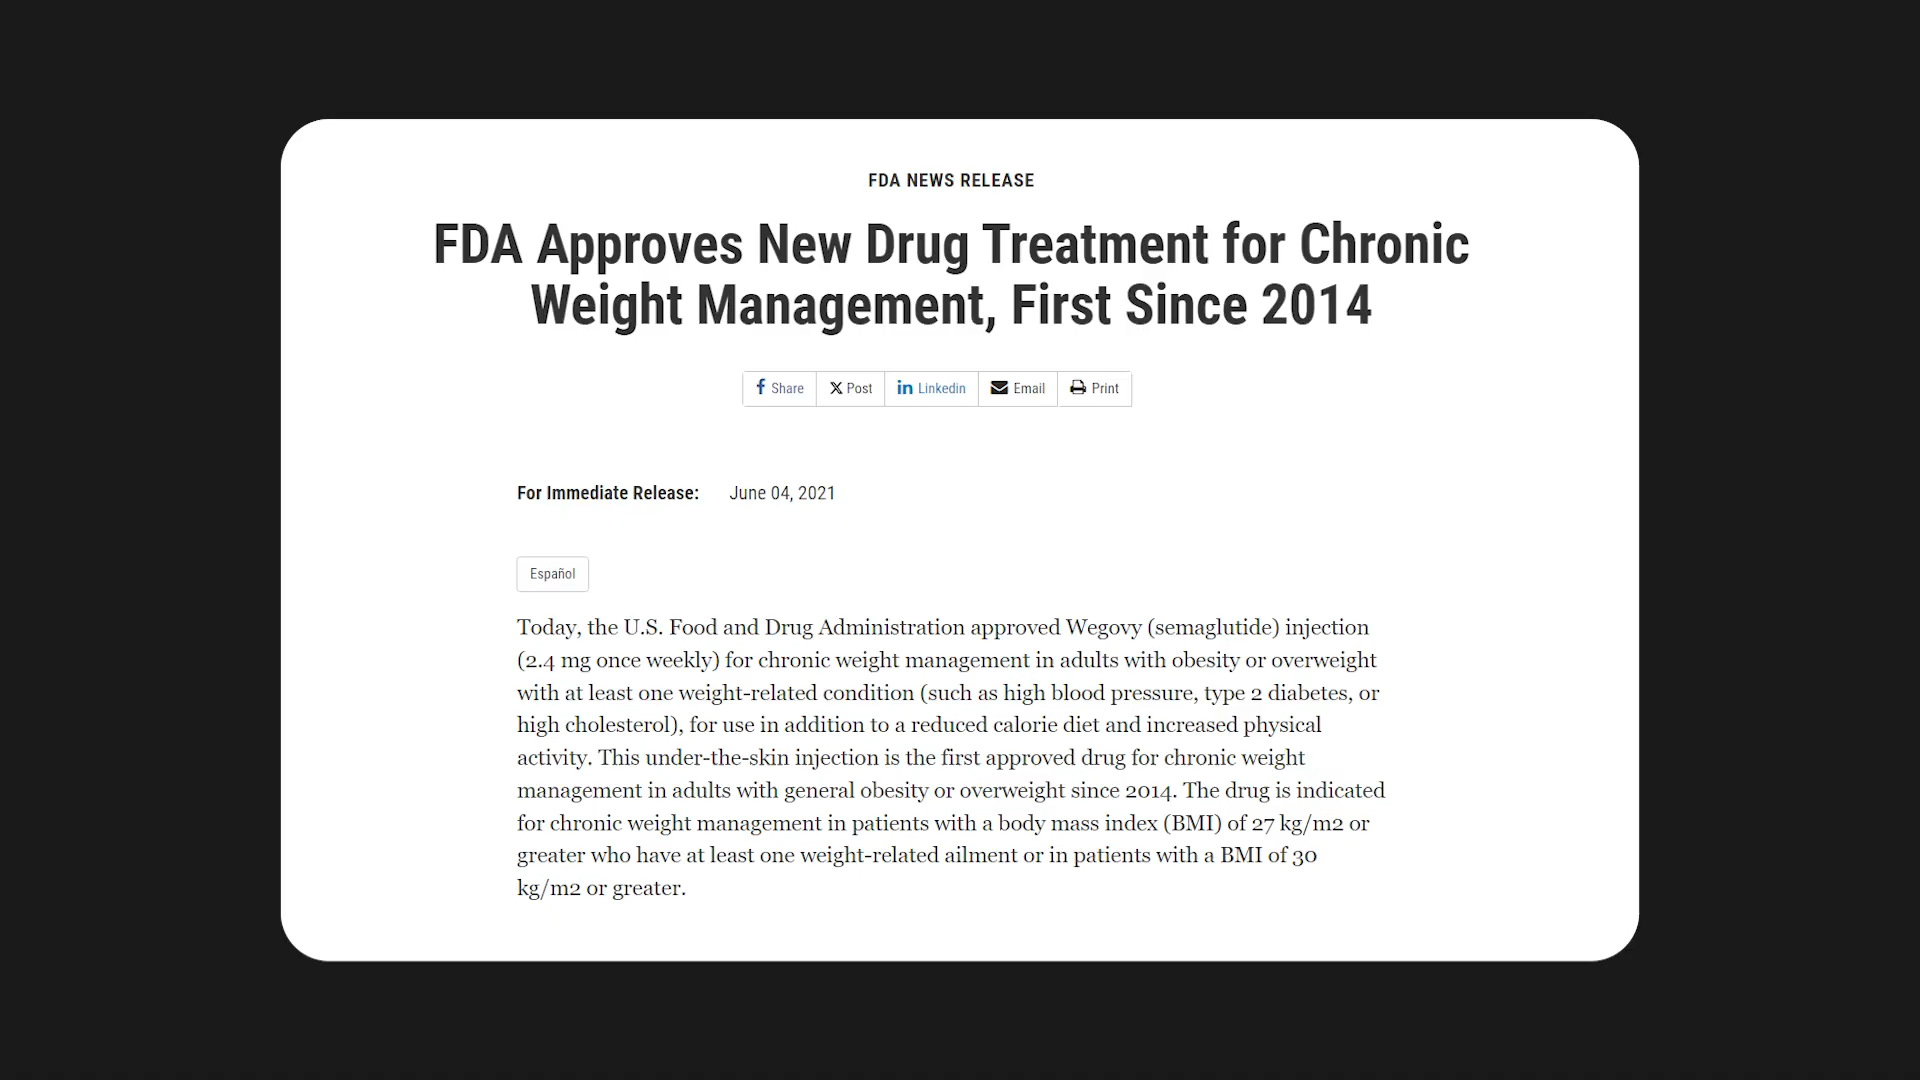 FDA NEWS RELEASE
FDA Approves New Drug Treatment for Chronic
Weight Management, First Since 2014
Share Post Linkedin Email Print
For Immediate Release: June 04, 2021
Español
Today, the U.S. Food and Drug Administration approved Wegovy (semaglutide) injection
(2.4 mg once weekly) for chronic weight management in adults with obesity or overweight
with at least one weight-related condition (such as high blood pressure, type 2 diabetes, or
high cholesterol), for use in addition to a reduced calorie diet and increased physical
activity. This under-the-skin injection is the first approved drug for chronic weight
management in adults with general obesity or overweight since 2014. The drug is indicated
for chronic weight management in patients with a body mass index (BMI) of 27 kg/m2 or
greater who have at least one weight-related ailment or in patients with a BMI of 30
kg/m2 or greater.